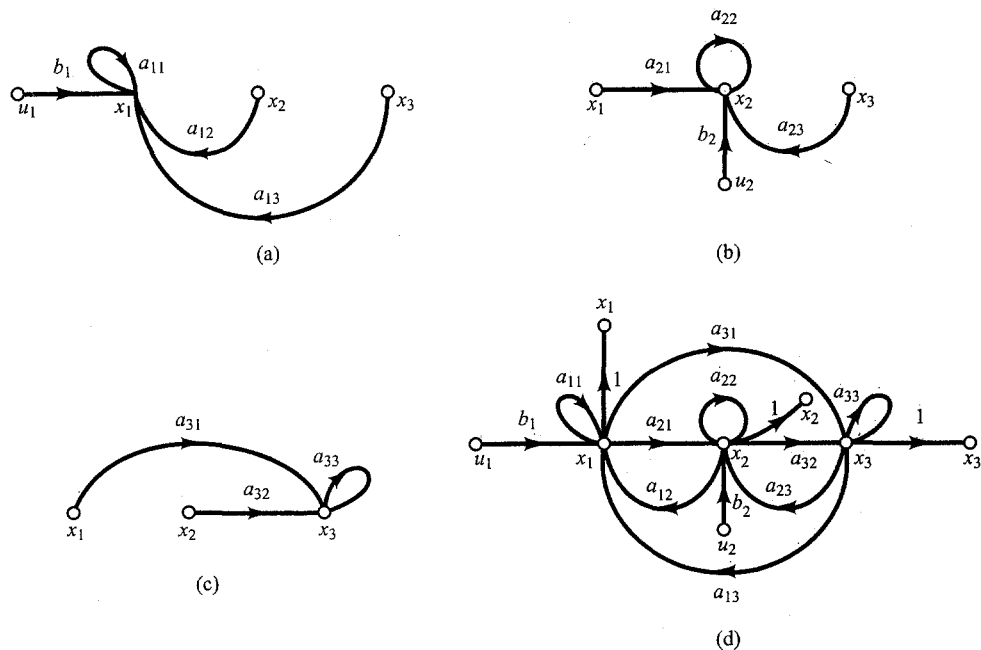 b₁
a₁₁
u₁
x₁
x₂
x₃
a₁₂
a₁₃
(a)
a₂₂
a₂₁
x₁
x₂
x₃
a₂₃
b₂
u₂
(b)
a₃₁
a₃₃
a₃₂
x₁
x₂
x₃
(c)
x₁
a₃₁
a₁₁
1
a₂₂
1
x₂
a₃₃
b₁
a₂₁
1
u₁
x₁
x₂
a₃₂
x₃
x₃
a₁₂
b₂
a₂₃
u₂
a₁₃
(d)